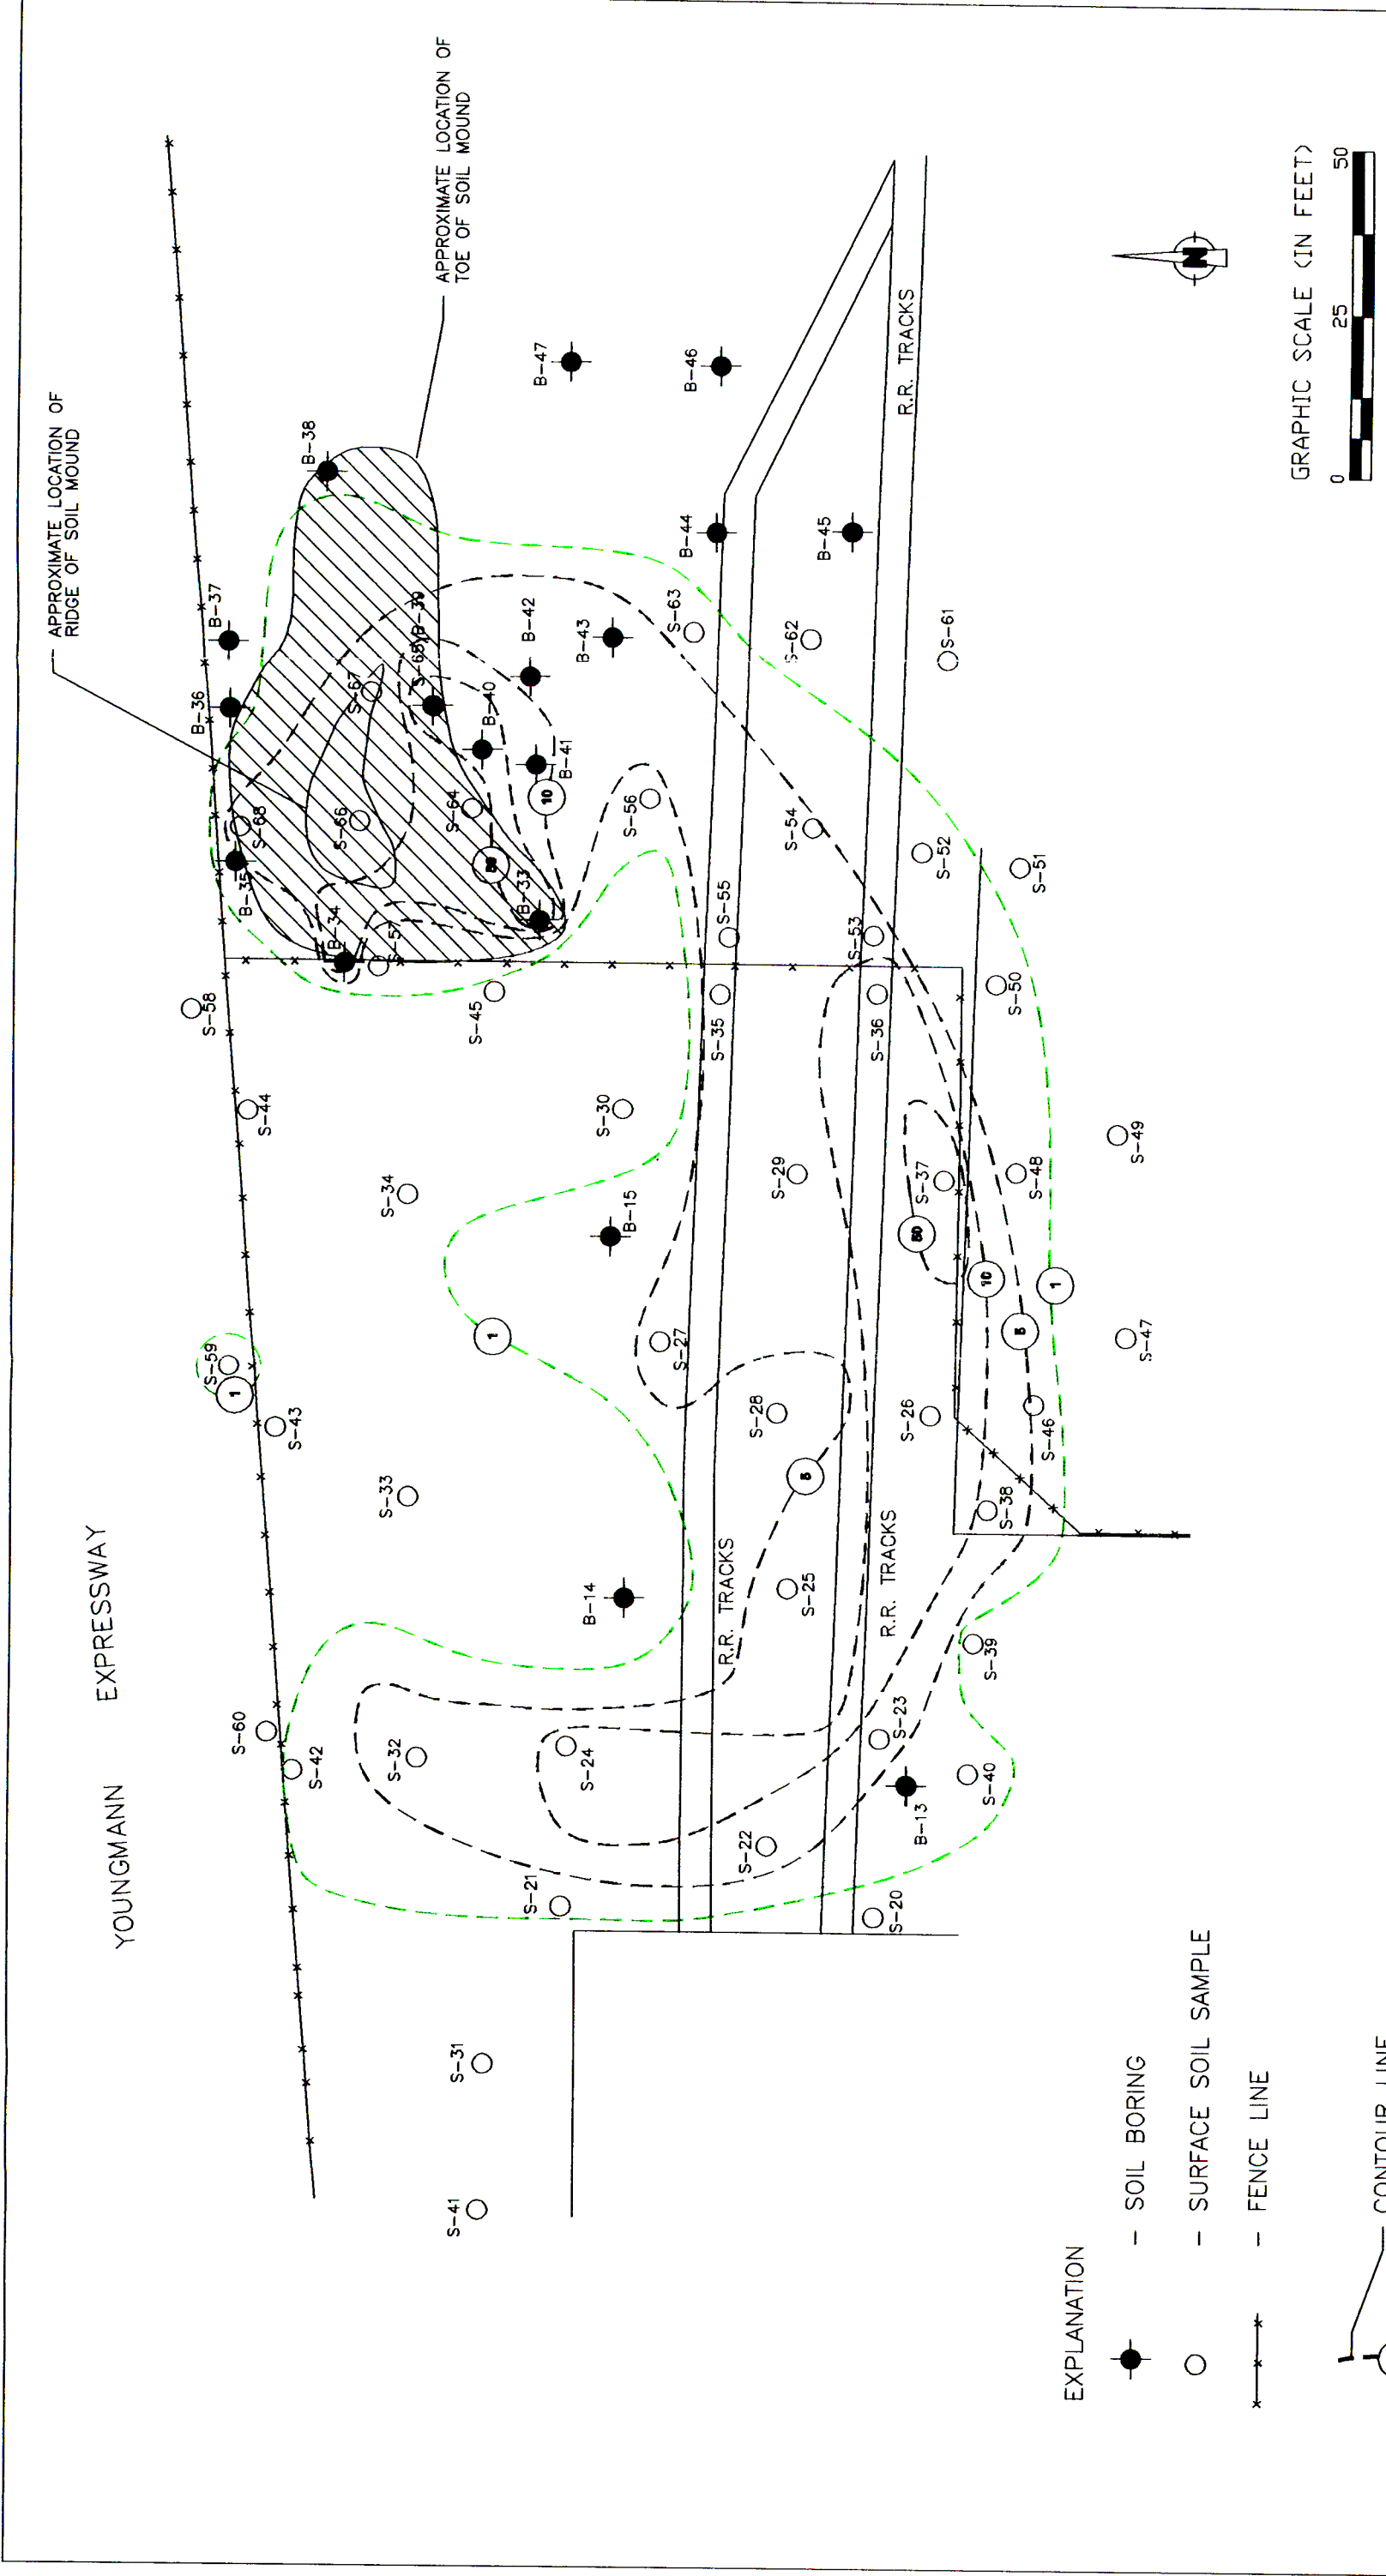 YOUNGMANN EXPRESSWAY
APPROXIMATE LOCATION OF
RIDGE OF SOIL MOUND
APPROXIMATE LOCATION OF
TOE OF SOIL MOUND
S-58
B-37
B-36
S-44
S-59
1
S-60
S-43
S-42
S-68
B-35
B-38
B-34
S-57
S-66
S-67
B-39
S-34
S-33
S-32
S-31
S-41
S-45
S-64
B-40
1
50
B-33
B-41
10
B-42
B-47
S-21
S-24
B-14
B-15
S-30
S-56
B-43
S-27
S-63
B-44
B-46
S-35
S-55
R.R. TRACKS
S-22
S-25
S-28
5
S-29
S-54
S-62
B-45
S-20
S-23
R.R. TRACKS
S-36
S-53
R.R. TRACKS
B-13
S-26
50
S-37
S-52
S-61
S-40
S-39
S-38
10
S-50
S-51
S-46
5
S-48
1
S-47
S-49
N
EXPLANATION
- SOIL BORING
- SURFACE SOIL SAMPLE
- FENCE LINE
CONTOUR LINE
GRAPHIC SCALE (IN FEET)
0 25 50